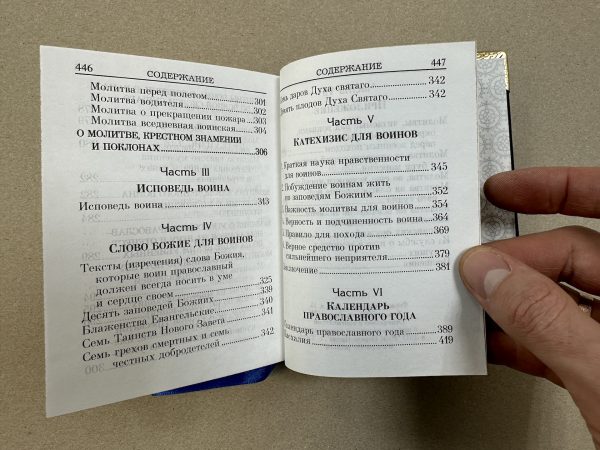 446
СОДЕРЖАНИЕ
Молитва перед полетом 301
Молитва водителя 302
Молитва о прекращении пожара 303
Молитва вседневная воинская 304
О МОЛИТВЕ, КРЕСТНОМ ЗНАМЕНИИ
И ПОКЛОНАХ 306
Часть III
ИСПОВЕДЬ ВОИНА
Исповедь воина 313
Часть IV
СЛОВО БОЖИЕ ДЛЯ ВОИНОВ
Тексты (изречения) слова Божия,
которые воин православный
должен всегда носить в уме
и сердце своем 325
Десять заповедей Божиих 339
Блаженства Евангельские 340
Семь Таинств Нового Завета 341
Семь грехов смертных и семь 342
честных добродетелей
СОДЕРЖАНИЕ
447
даров Духа святаго 342
плодов Духа Святаго 342
Часть V
КАТЕХИЗИС ДЛЯ ВОИНОВ
Краткая наука нравственности
для воинов 345
Побуждение воинам жить
по заповедям Божиим 352
Важность молитвы для воинов 354
Верность и подчиненность воина 364
Правило для похода 369
4. Верное средство против
сильнейшего неприятеля 379
381
Часть VI
КАЛЕНДАРЬ
ПРАВОСЛАВНОГО ГОДА
Календарь православного года 389
419